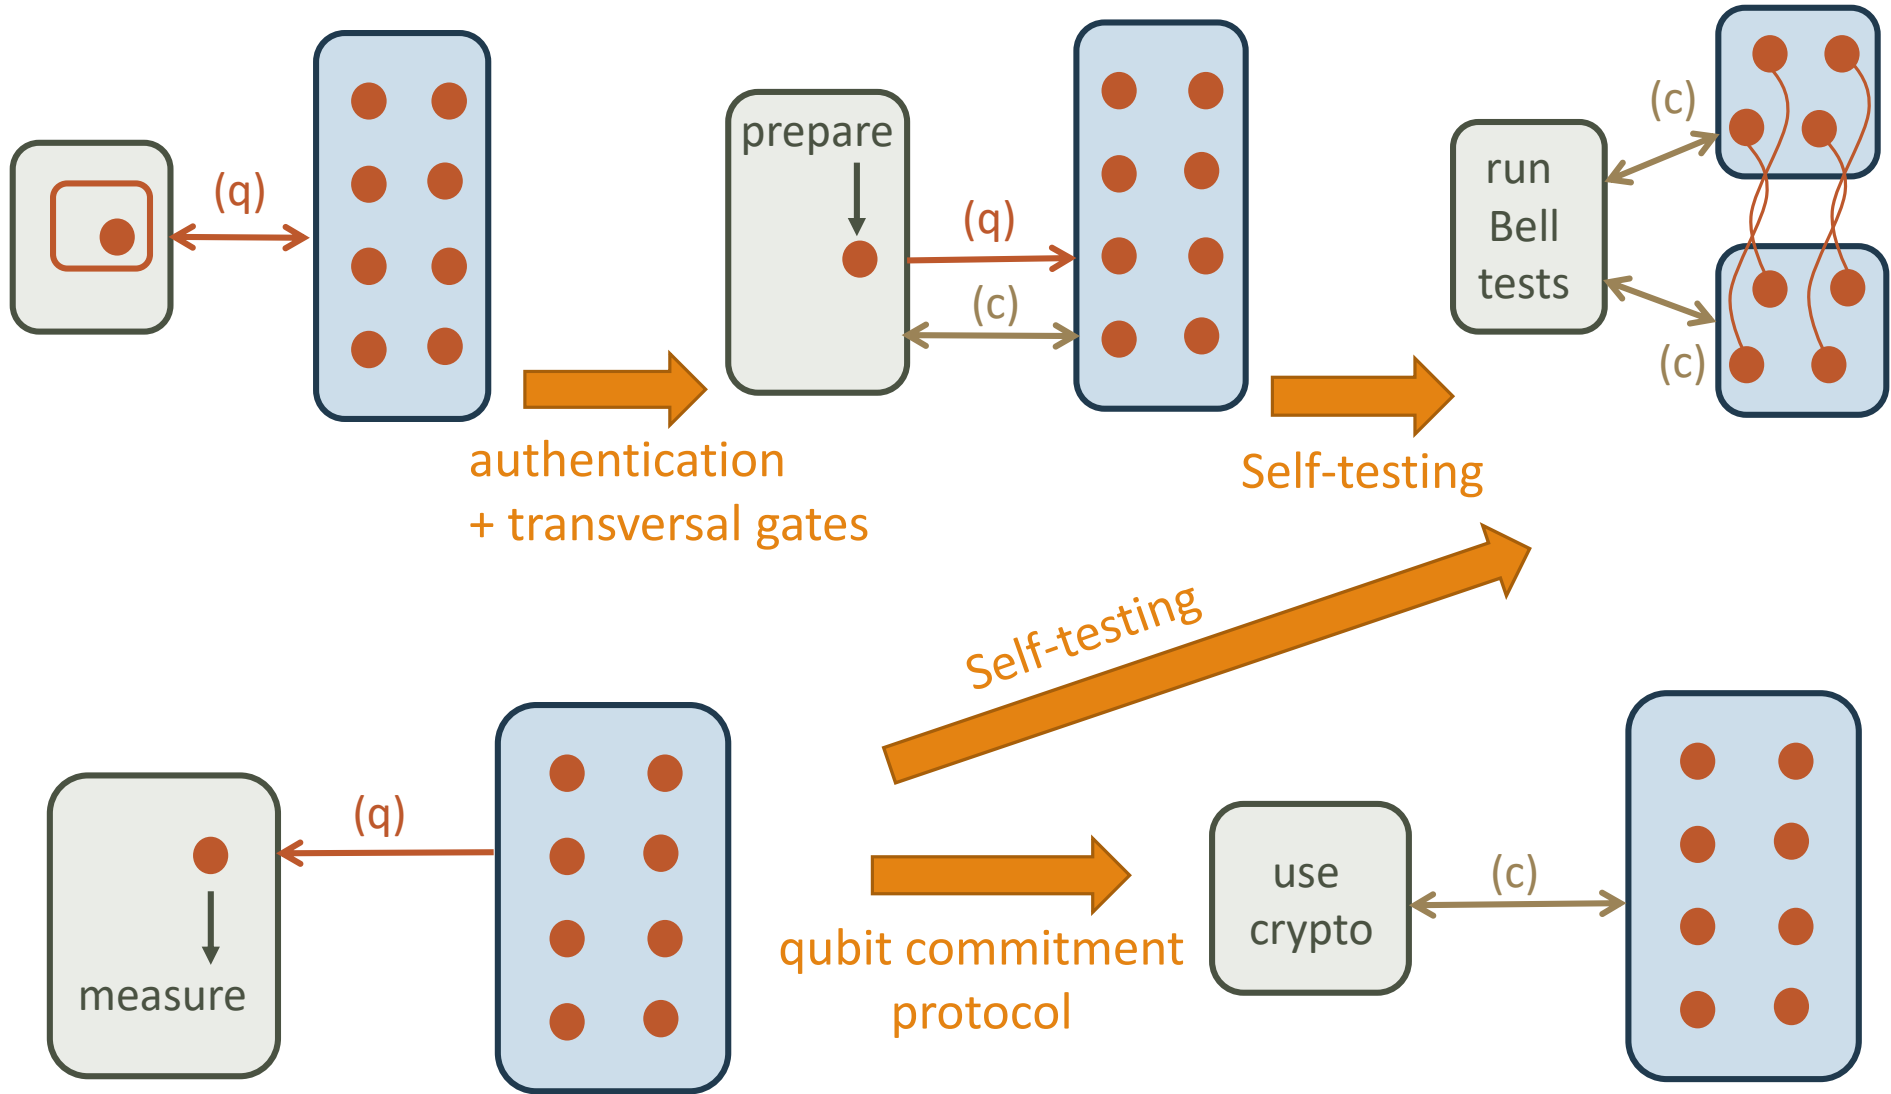 (q)
authentication
+ transversal gates
prepare
(q)
(c)
Self-testing
run
Bell
tests
(c)
(c)
Self-testing
measure
(q)
qubit commitment
protocol
use
crypto
(c)